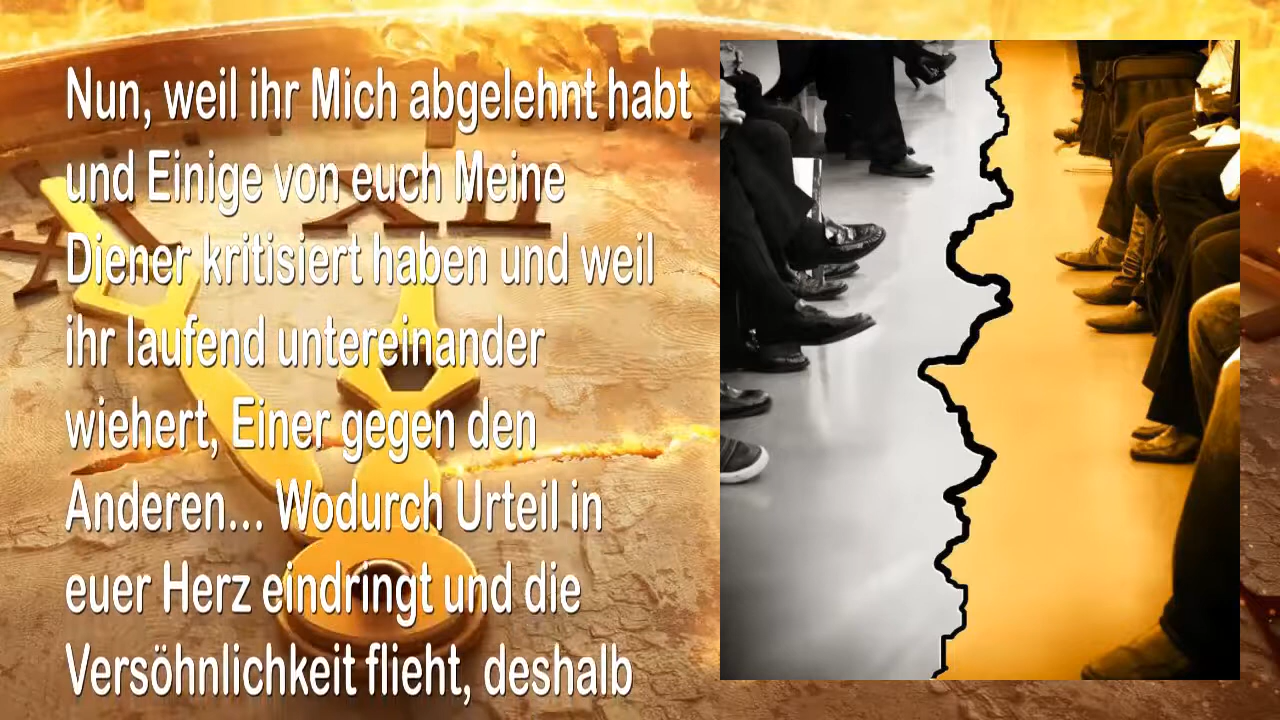 Nun, weil ihr Mich abgelehnt habt
und Einige von euch Meine
Diener kritisiert haben und weil
ihr laufend untereinander
wiehert, Einer gegen den
Anderen... Wodurch Urteil in
euer Herz eindringt und die
Versöhnlichkeit flieht, deshalb